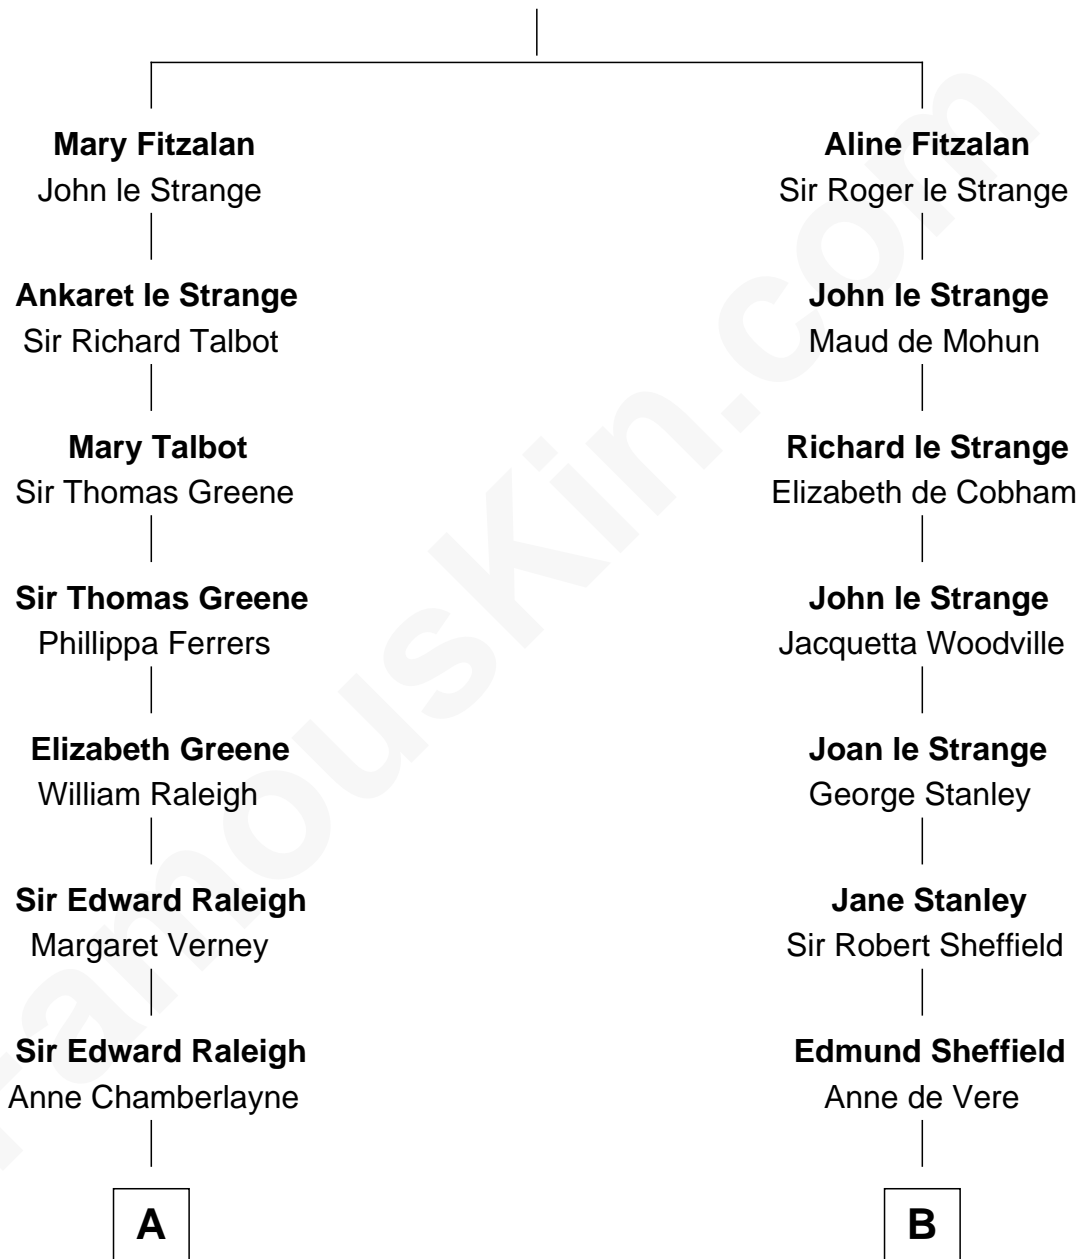 Mary Fitzalan
John le Strange
Ankaret le Strange
Sir Richard Talbot
Mary Talbot
Sir Thomas Greene
Sir Thomas Greene
Phillippa Ferrers
Elizabeth Greene
William Raleigh
Sir Edward Raleigh
Margaret Verney
Sir Edward Raleigh
Anne Chamberlayne
A
Aline Fitzalan
Sir Roger le Strange
John le Strange
Maud de Mohun
Richard le Strange
Elizabeth de Cobham
John le Strange
Jacquetta Woodville
Joan le Strange
George Stanley
Jane Stanley
Sir Robert Sheffield
Edmund Sheffield
Anne de Vere
B
FamousKin.com